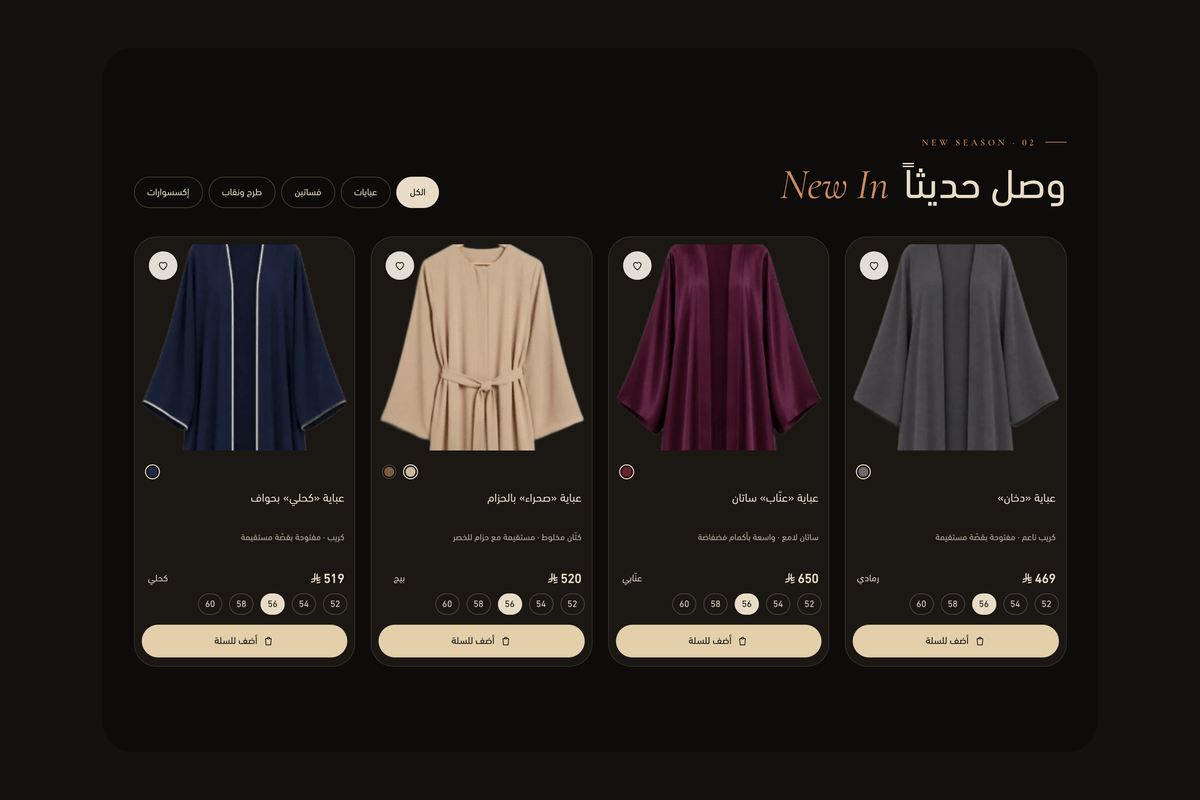 NEW SEASON · 02
وصل حديثاً New In
الكل
عبايات
فساتين
طرح ونقاب
إكسسوارات
عباية «دخان»
كريب ناعم · مفتوحة بقصّة مستقيمة
469
رمادي
52 54 56 58 60
أضف للسلة
عباية «عنّاب» ساتان
ساتان لامع · واسعة بأكمام فضفاضة
650
عنّابي
52 54 56 58 60
أضف للسلة
عباية «صحراء» بالحزام
كتّان مخلوط · مستقيمة مع حزام للخصر
520
بيج
52 54 56 58 60
أضف للسلة
عباية «كحلي» بحواف
كريب · مفتوحة بقصّة مستقيمة
519
كحلي
52 54 56 58 60
أضف للسلة